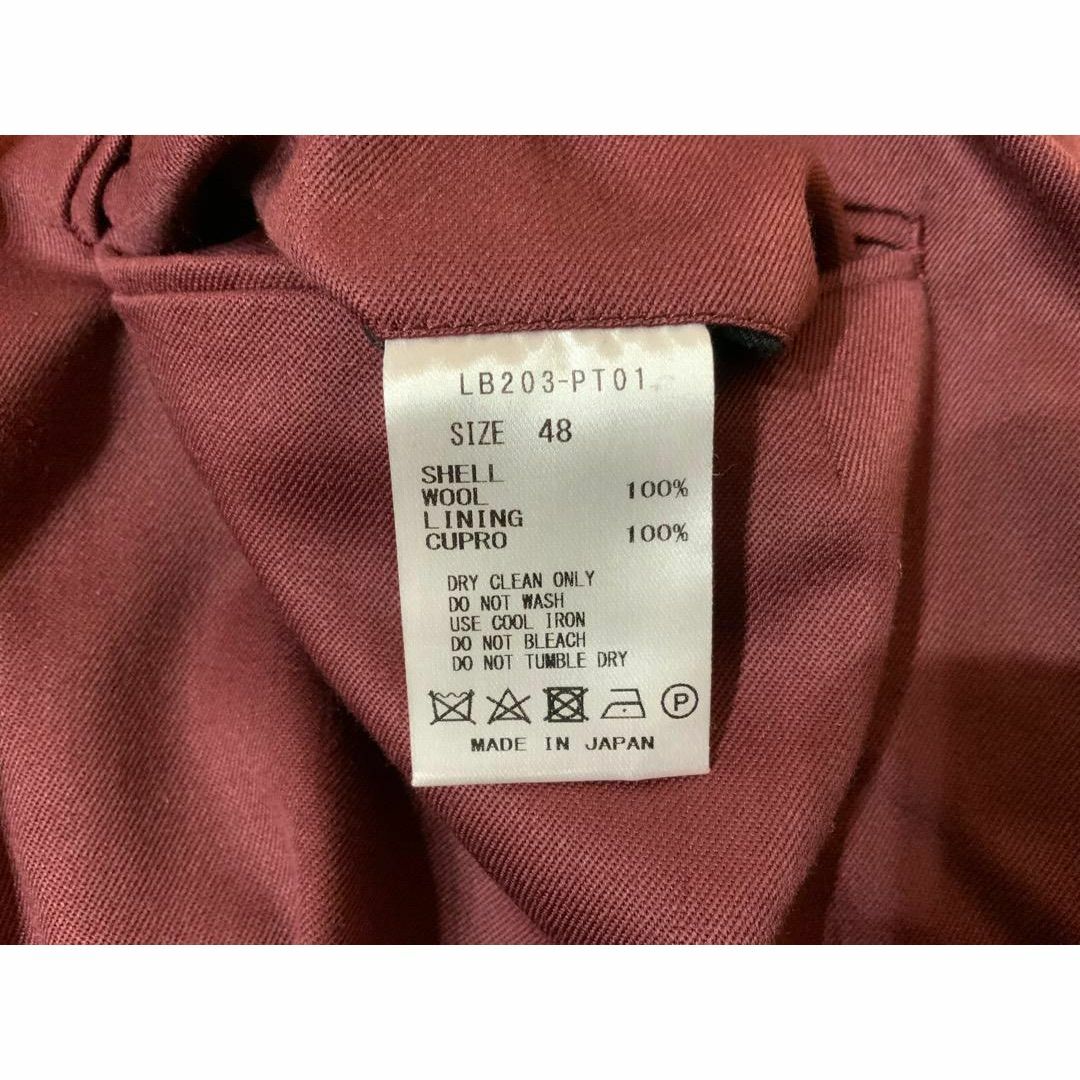 LB203-PT01
SIZE 48
SHELL
WOOL 100%
LINING
CUPRO 100%
DRY CLEAN ONLY
DO NOT WASH
USE COOL IRON
DO NOT BLEACH
DO NOT TUMBLE DRY
P
MADE IN JAPAN